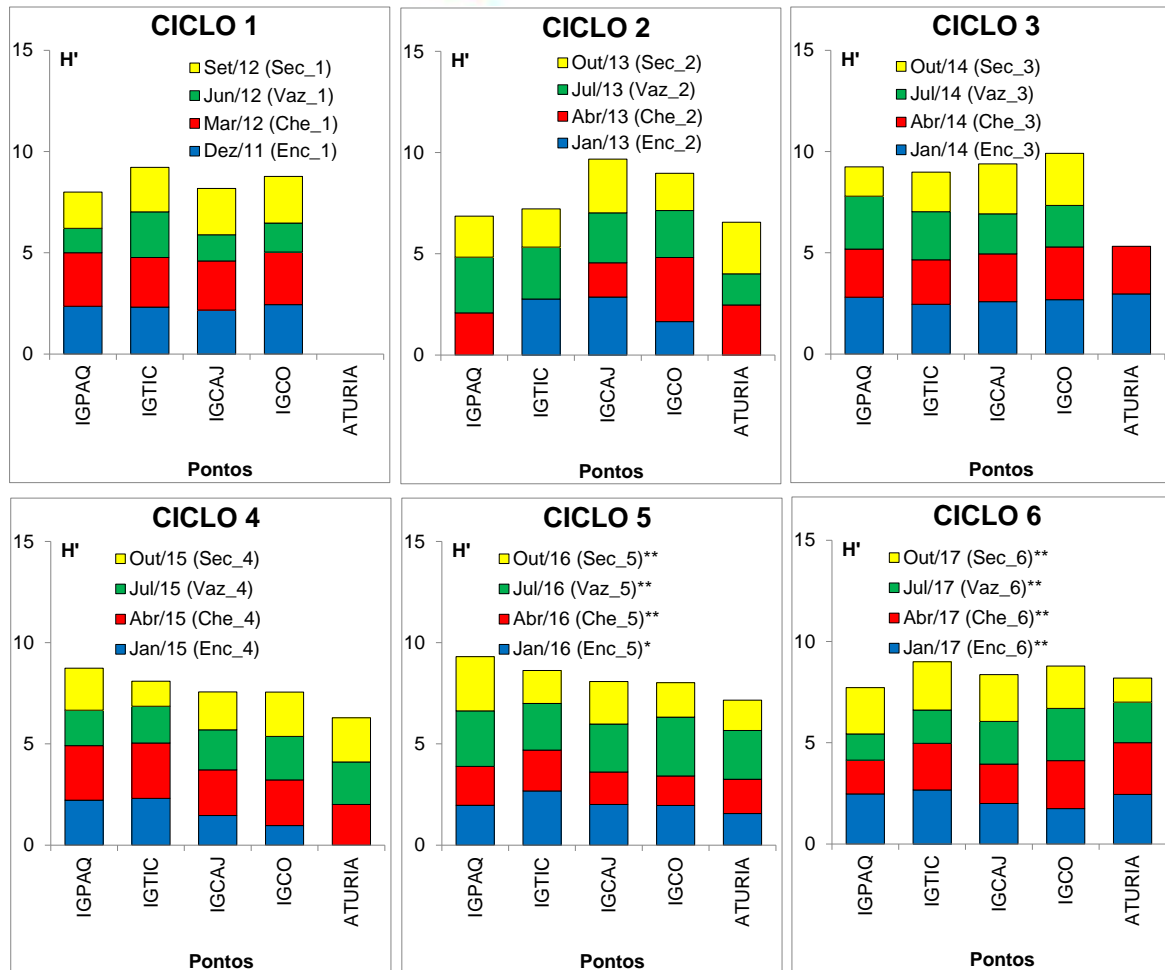 CICLO 1
H'
15
10
5
0
Set/12 (Sec_1)
Jun/12 (Vaz_1)
Mar/12 (Che_1)
Dez/11 (Enc_1)
IGPAQ
IGTIC
IGCAJ
IGCO
ATURIA
Pontos
CICLO 2
H'
15
10
5
0
Out/13 (Sec_2)
Jul/13 (Vaz_2)
Abr/13 (Che_2)
Jan/13 (Enc_2)
IGPAQ
IGTIC
IGCAJ
IGCO
ATURIA
Pontos
CICLO 3
H'
15
10
5
0
Out/14 (Sec_3)
Jul/14 (Vaz_3)
Abr/14 (Che_3)
Jan/14 (Enc_3)
IGPAQ
IGTIC
IGCAJ
IGCO
ATURIA
Pontos
CICLO 4
H'
15
10
5
0
Out/15 (Sec_4)
Jul/15 (Vaz_4)
Abr/15 (Che_4)
Jan/15 (Enc_4)
IGPAQ
IGTIC
IGCAJ
IGCO
ATURIA
Pontos
CICLO 5
H'
15
10
5
0
Out/16 (Sec_5)**
Jul/16 (Vaz_5)**
Abr/16 (Che_5)**
Jan/16 (Enc_5)*
IGPAQ
IGTIC
IGCAJ
IGCO
ATURIA
Pontos
CICLO 6
H'
15
10
5
0
Out/17 (Sec_6)**
Jul/17 (Vaz_6)**
Abr/17 (Che_6)**
Jan/17 (Enc_6)**
IGPAQ
IGTIC
IGCAJ
IGCO
ATURIA
Pontos